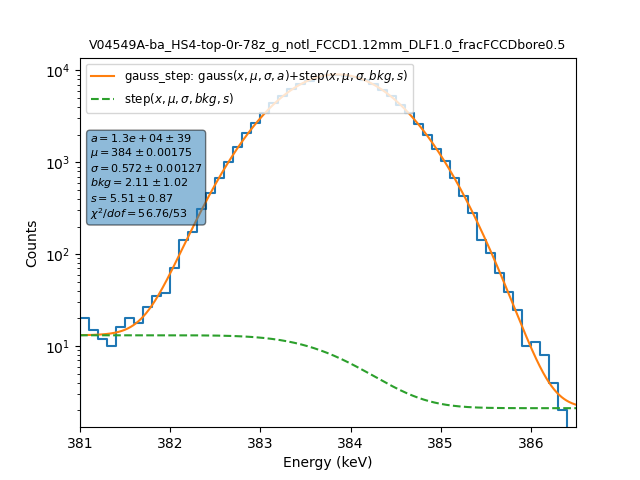 V04549A-ba_HS4-top-0r-78z_g_notl_FCCD1.12mm_DLF1.0_fracFCCDbore0.5
gauss_step: gauss(x, μ, σ, a)+step(x, μ, σ, bkg, s)
step(x, μ, σ, bkg, s)
a = 1.3e + 04 ± 39
μ = 384 ± 0.00175
σ = 0.572 ± 0.00127
bkg = 2.11 ± 1.02
s = 5.51 ± 0.87
χ²/dof = 56.76/53
10⁴
10³
10²
10¹
Counts
381 382 383 384 385 386
Energy (keV)